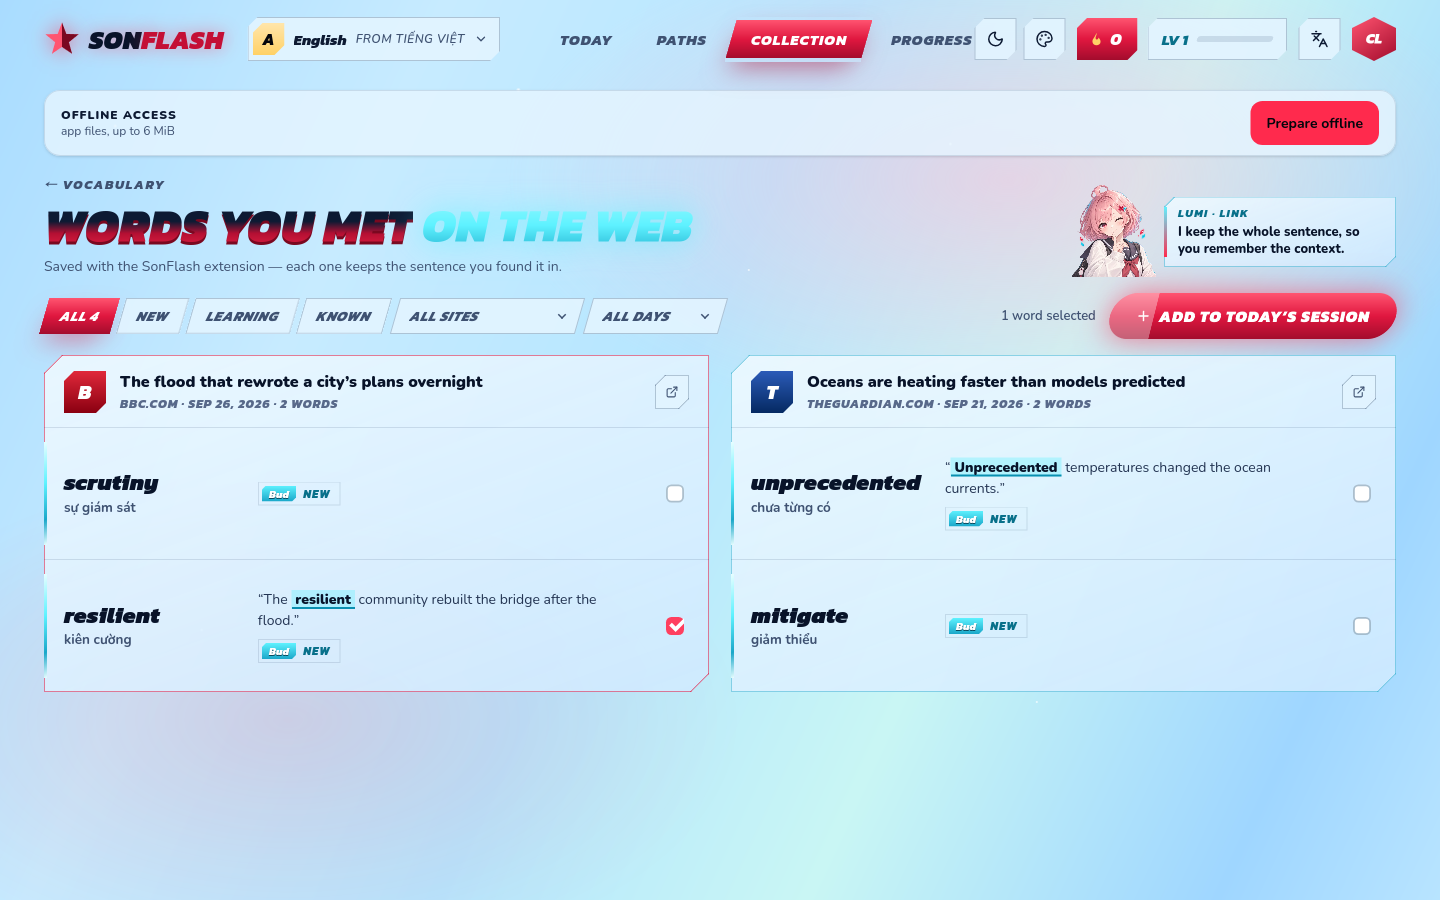 SONFLASH
A English FROM TIẾNG VIỆT
TODAY
PATHS
COLLECTION
PROGRESS
0
LV 1
CL
OFFLINE ACCESS
app files, up to 6 MiB
Prepare offline
← VOCABULARY
WORDS YOU MET ON THE WEB
Saved with the SonFlash extension — each one keeps the sentence you found it in.
LUMI · LINK
I keep the whole sentence, so
you remember the context.
ALL 4
NEW
LEARNING
KNOWN
ALL SITES
ALL DAYS
1 word selected
+ ADD TO TODAY’S SESSION
B
The flood that rewrote a city’s plans overnight
BBC.COM · SEP 26, 2026 · 2 WORDS
scrutiny
sự giám sát
Bud NEW
resilient
kiên cường
“The resilient community rebuilt the bridge after the
flood.”
Bud NEW
T
Oceans are heating faster than models predicted
THEGUARDIAN.COM · SEP 21, 2026 · 2 WORDS
unprecedented
chưa từng có
“Unprecedented temperatures changed the ocean
currents.”
Bud NEW
mitigate
giảm thiểu
Bud NEW